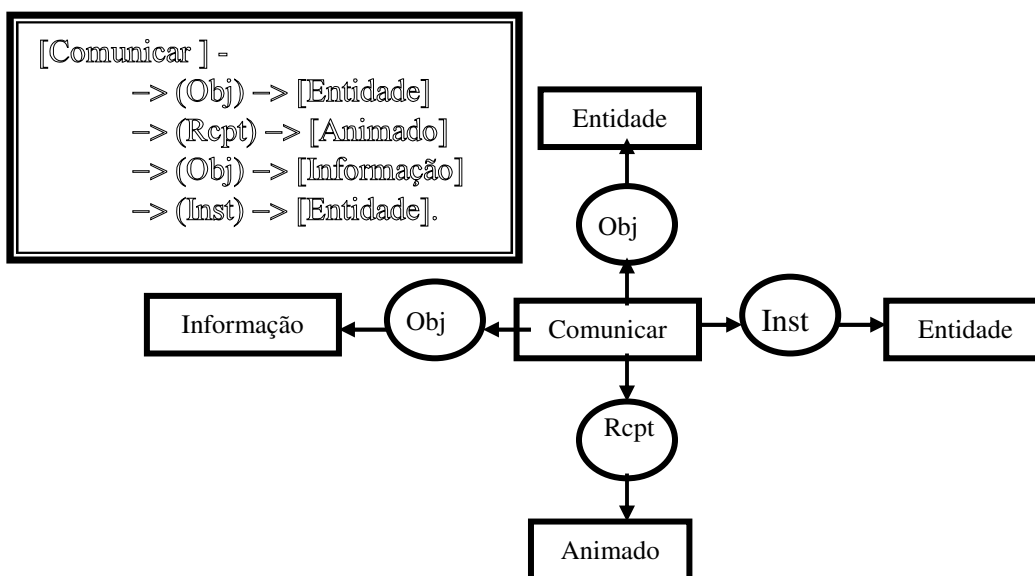 [Comunicar ] -
–> (Obj) –> [Entidade]
–> (Rcpt) –> [Animado]
–> (Obj) –> [Informação]
–> (Inst) –> [Entidade].
Entidade
Obj
Informação
Obj
Comunicar
Inst
Entidade
Rcpt
Animado